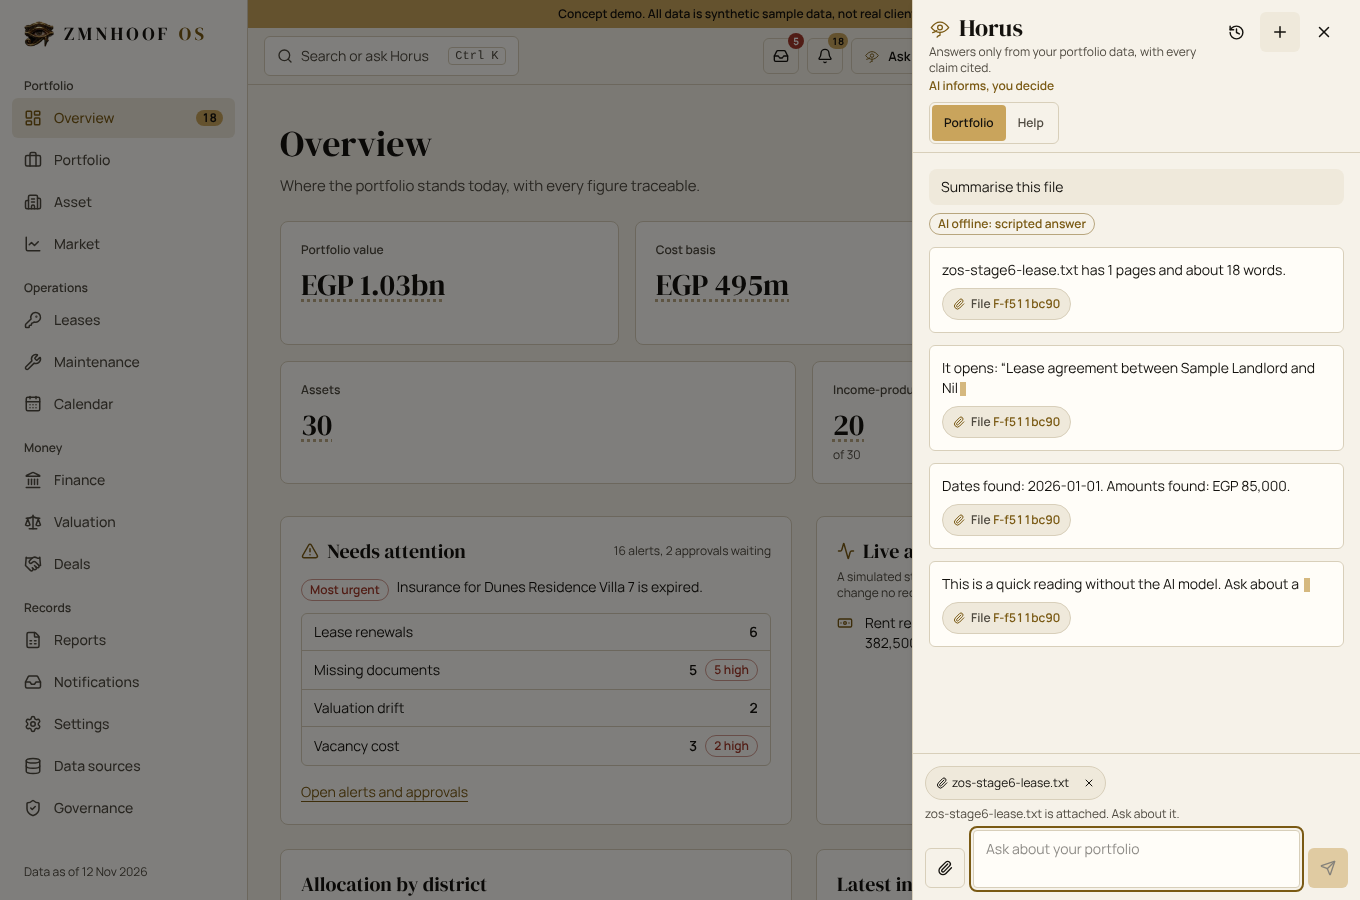 ZMNHOOF OS
Portfolio
Overview 18
Portfolio
Asset
Market
Operations
Leases
Maintenance
Calendar
Money
Finance
Valuation
Deals
Records
Reports
Notifications
Settings
Data sources
Governance
Data as of 12 Nov 2026
Concept demo. All data is synthetic sample data, not real clien
Search or ask Horus Ctrl K
5
18
Ask
Overview
Where the portfolio stands today, with every figure traceable.
Portfolio value
EGP 1.03bn
Cost basis
EGP 495m
Assets
30
Income-produ
20
of 30
Needs attention
16 alerts, 2 approvals waiting
Most urgent Insurance for Dunes Residence Villa 7 is expired.
Lease renewals 6
Missing documents 5 5 high
Valuation drift 2
Vacancy cost 3 2 high
Open alerts and approvals
Live a
A simulated st
change no rec
Rent re
382,500
Allocation by district
Latest in
Horus
Answers only from your portfolio data, with every
claim cited.
AI informs, you decide
Portfolio Help
Summarise this file
AI offline: scripted answer
zos-stage6-lease.txt has 1 pages and about 18 words.
File F-f511bc90
It opens: “Lease agreement between Sample Landlord and
Nil
File F-f511bc90
Dates found: 2026-01-01. Amounts found: EGP 85,000.
File F-f511bc90
This is a quick reading without the AI model. Ask about a
File F-f511bc90
zos-stage6-lease.txt
zos-stage6-lease.txt is attached. Ask about it.
Ask about your portfolio